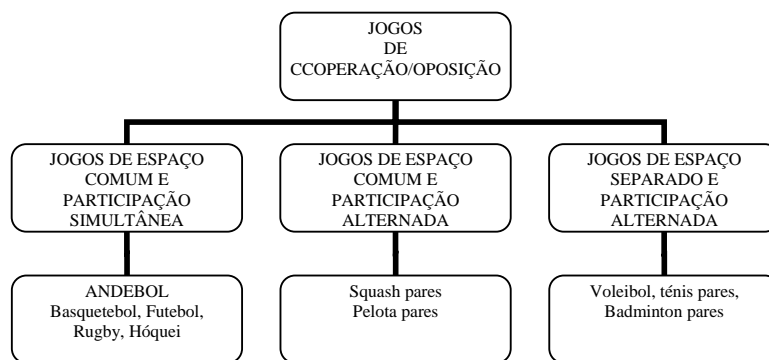 JOGOS
DE
CCOPERAÇÃO/OPOSIÇÃO
JOGOS DE ESPAÇO
COMUM E
PARTICIPAÇÃO
SIMULTÂNEA
JOGOS DE ESPAÇO
COMUM E
PARTICIPAÇÃO
ALTERNADA
JOGOS DE ESPAÇO
SEPARADO E
PARTICIPAÇÃO
ALTERNADA
ANDEBOL
Basquetebol, Futebol,
Rugby, Hóquei
Squash pares
Pelota pares
Voleibol, ténis pares,
Badminton pares